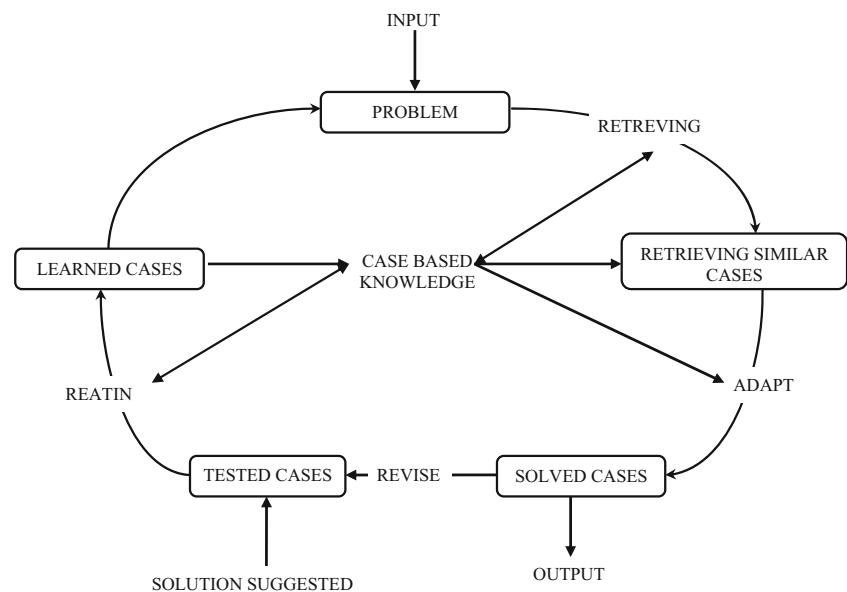 INPUT
PROBLEM
RETREVING
LEARNED CASES
CASE BASED
KNOWLEDGE
RETRIEVING SIMILAR
CASES
REATIN
ADAPT
TESTED CASES
REVISE
SOLVED CASES
SOLUTION SUGGESTED
OUTPUT